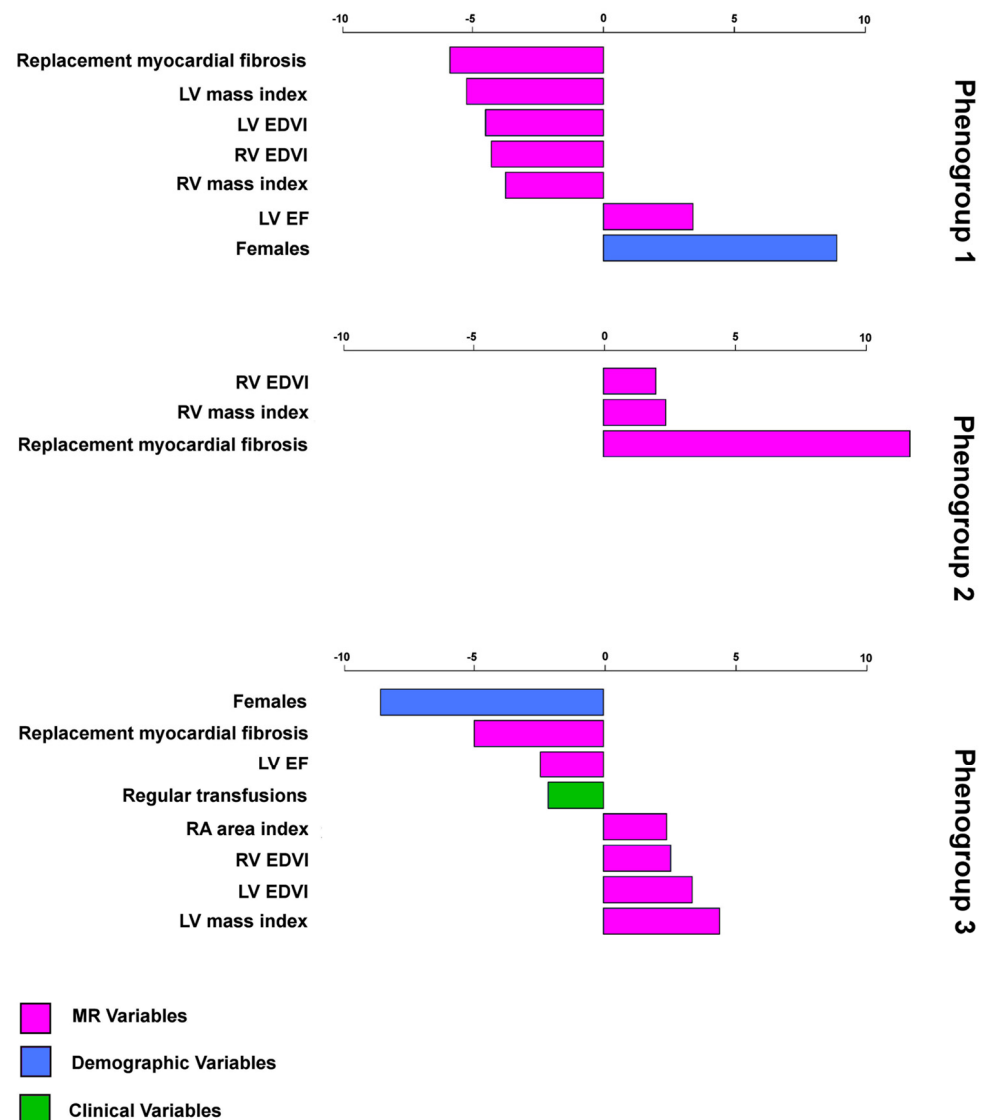 -10 -5 0 5 10
Replacement myocardial fibrosis
LV mass index
LV EDVI
RV EDVI
RV mass index
LV EF
Females
Phenogroup 1
-10 -5 0 5 10
RV EDVI
RV mass index
Replacement myocardial fibrosis
Phenogroup 2
-10 -5 0 5 10
Females
Replacement myocardial fibrosis
LV EF
Regular transfusions
RA area index
RV EDVI
LV EDVI
LV mass index
Phenogroup 3
MR Variables
Demographic Variables
Clinical Variables